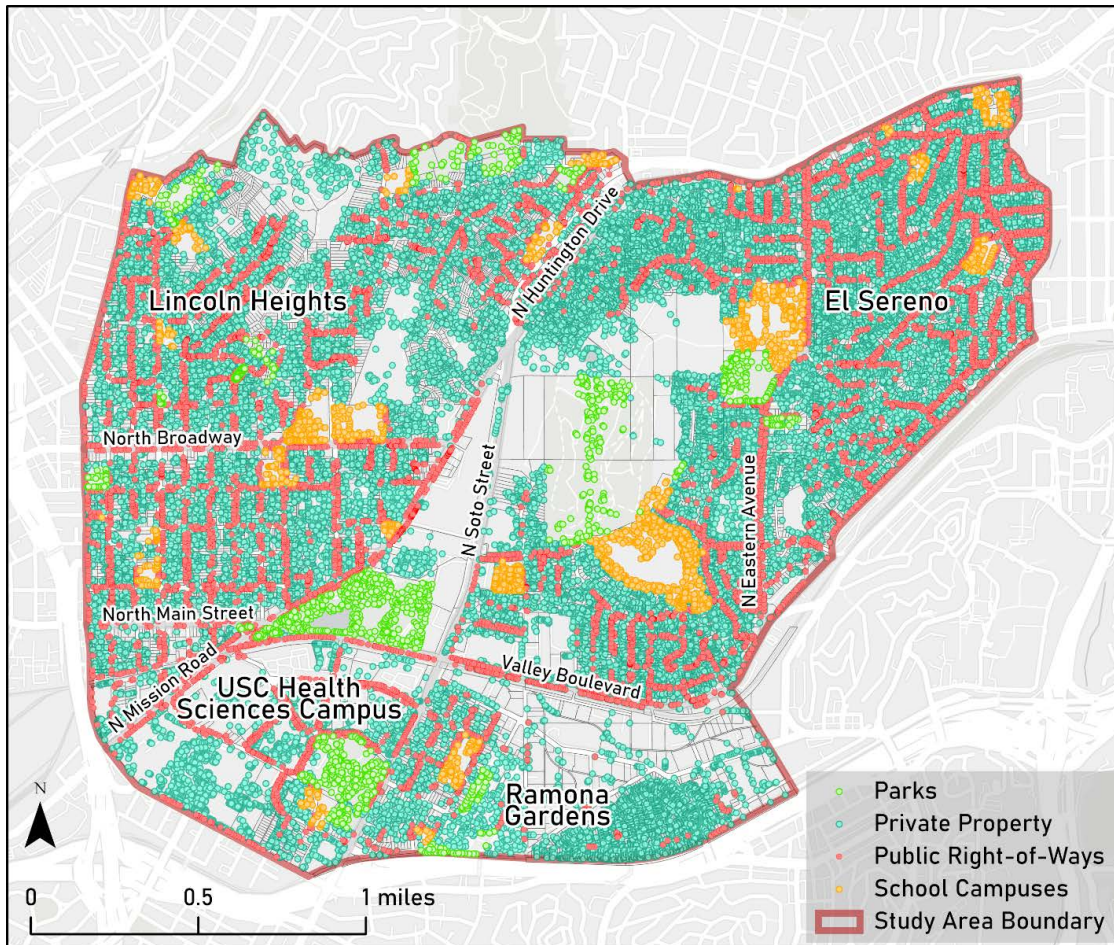 Lincoln Heights
N Huntington Drive
El Sereno
North Broadway
N Soto Street
N Eastern Avenue
North Main Street
N Mission Road
Valley Boulevard
USC Health
Sciences Campus
Ramona
Gardens
N
0 0.5 1 miles
Parks
Private Property
Public Right-of-Ways
School Campuses
Study Area Boundary